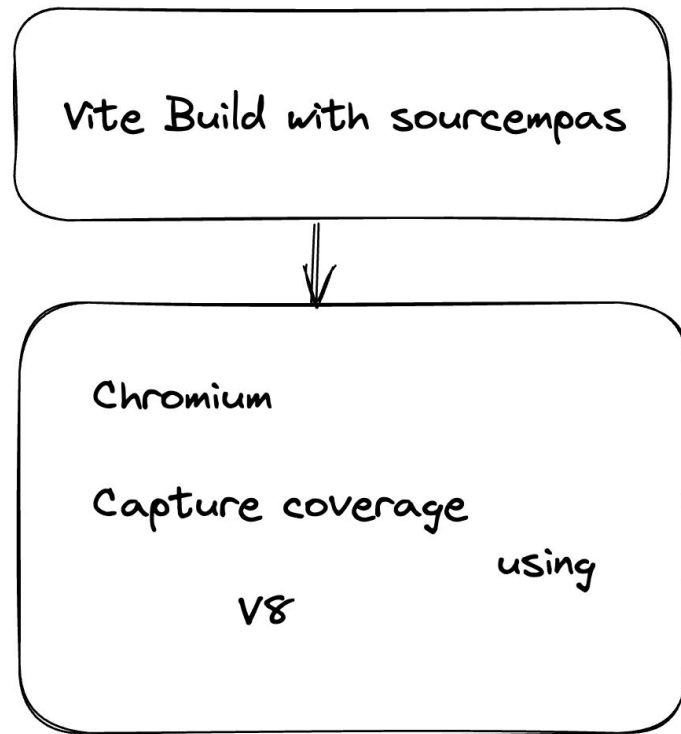 Vite Build with sourcempas
Chromium
Capture coverage
using
V8